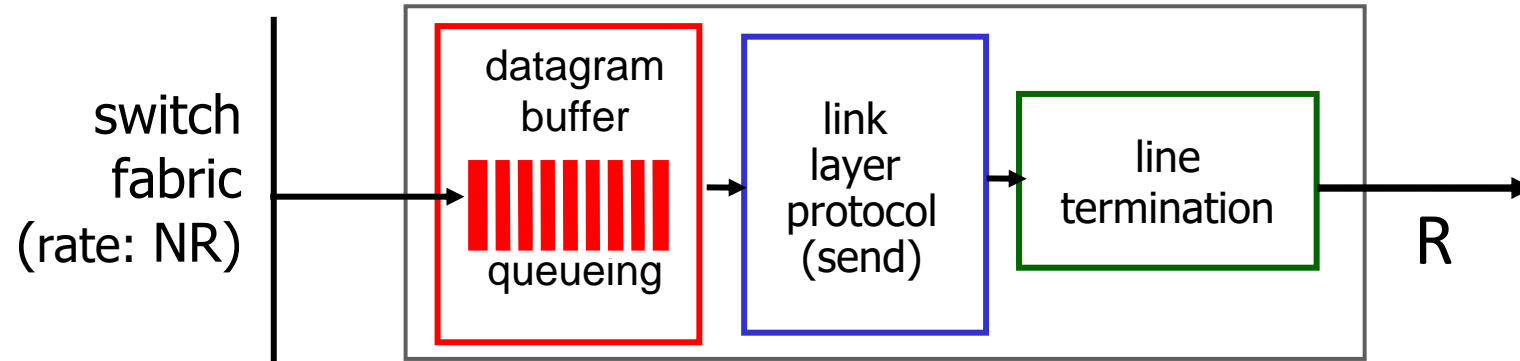 switch
fabric
(rate: NR)
datagram
buffer
queueing
link
layer
protocol
(send)
line
termination
R